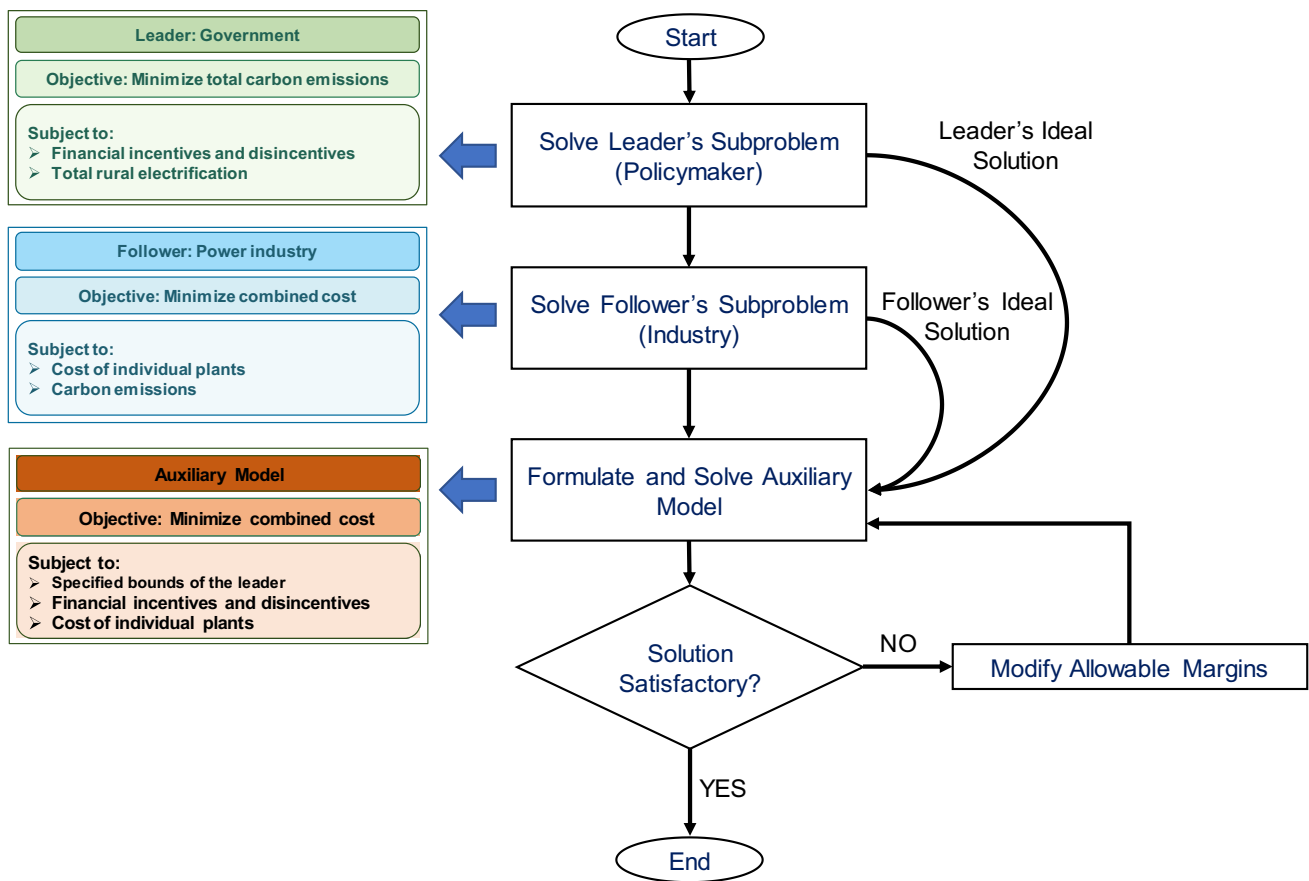 Leader: Government
Objective: Minimize total carbon emissions
Subject to:
➢ Financial incentives and disincentives
➢ Total rural electrification
Follower: Power industry
Objective: Minimize combined cost
Subject to:
➢ Cost of individual plants
➢ Carbon emissions
Auxiliary Model
Objective: Minimize combined cost
Subject to:
➢ Specified bounds of the leader
➢ Financial incentives and disincentives
➢ Cost of individual plants
Start
Solve Leader's Subproblem
(Policymaker)
Leader's Ideal
Solution
Solve Follower's Subproblem
(Industry)
Follower's Ideal
Solution
Formulate and Solve Auxiliary
Model
Solution
Satisfactory?
NO
Modify Allowable Margins
YES
End